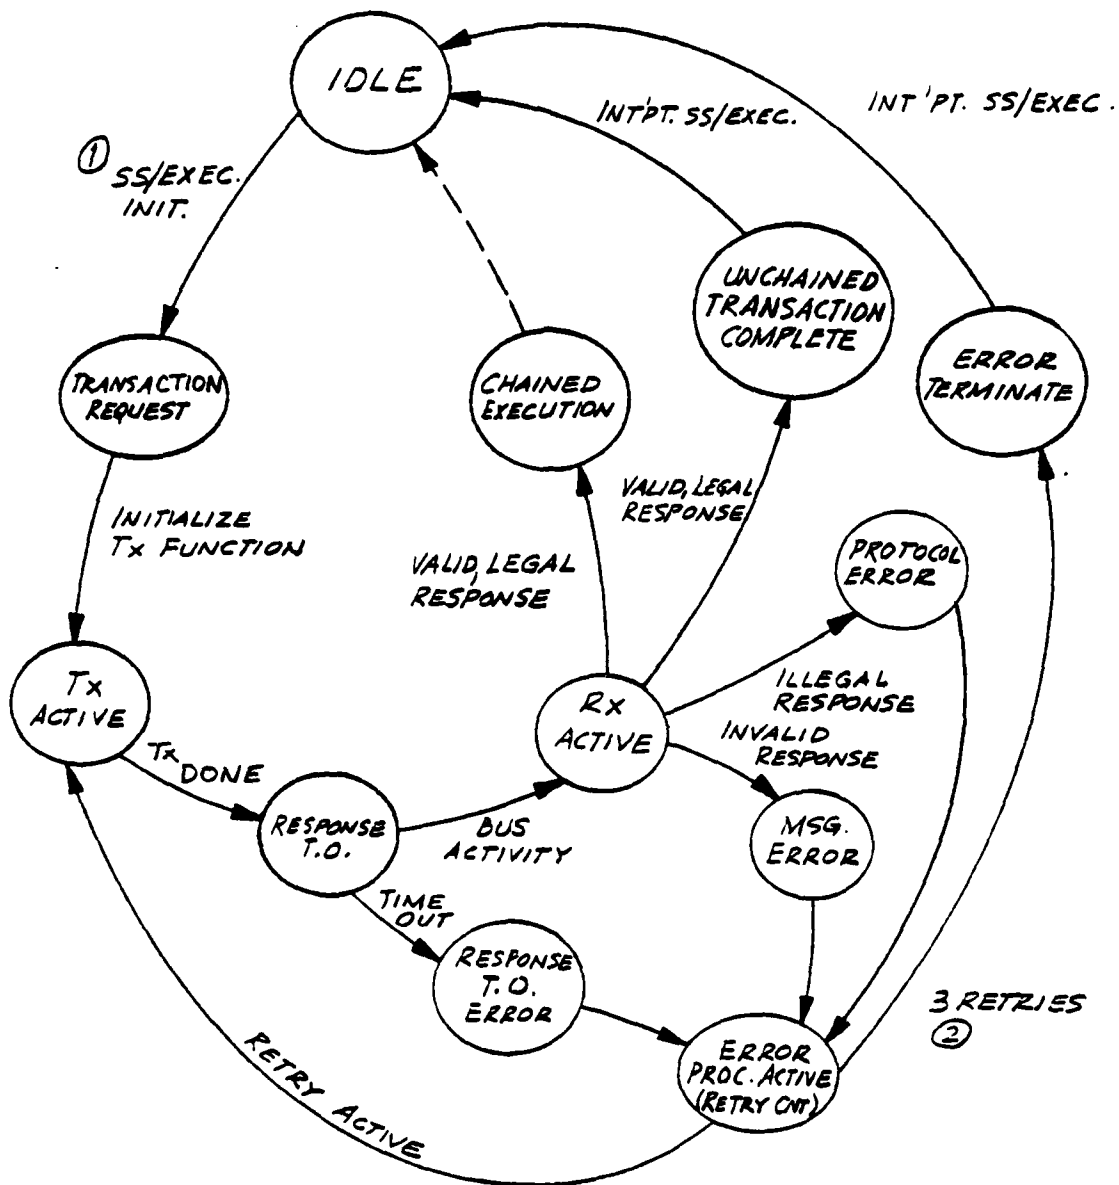 IDLE
INT'PT. SS/EXEC.
INT'PT. SS/EXEC.
①
SS/EXEC.
INIT.
UNCHAINED
TRANSACTION
COMPLETE
TRANSACTION
REQUEST
CHAINED
EXECUTION
ERROR
TERMINATE
INITIALIZE
Tx FUNCTION
VALID, LEGAL
RESPONSE
VALID, LEGAL
RESPONSE
PROTOCOL
ERROR
Tx
ACTIVE
RX
ACTIVE
ILLEGAL
RESPONSE
INVALID
RESPONSE
Tx
DONE
RESPONSE
T.O.
BUS
ACTIVITY
MSG.
ERROR
TIME
OUT
RESPONSE
T.O.
ERROR
3 RETRIES
②
ERROR
PROC. ACTIVE
(RETRY CNT)
RETRY ACTIVE